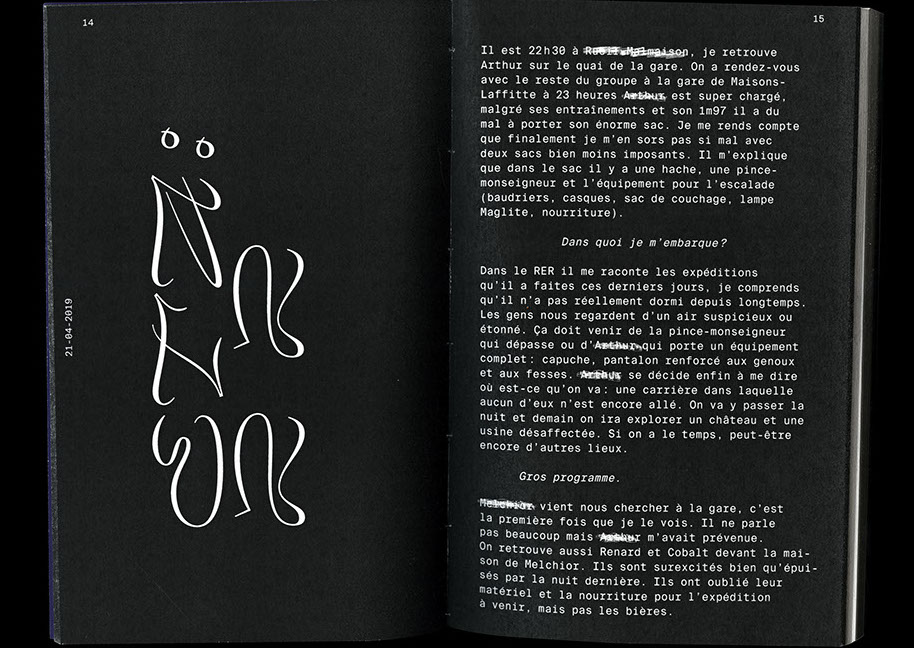 14
21-04-2019
15
Il est 22h30 à Rueil-Malmaison, je retrouve
Arthur sur le quai de la gare. On a rendez-vous
avec le reste du groupe à la gare de Maisons-
Laffitte à 23 heures Arthur est super chargé,
malgré ses entraînements et son 1m97 il a du
mal à porter son énorme sac. Je me rends compte
que finalement je m'en sors pas si mal avec
deux sacs bien moins imposants. Il m'explique
que dans le sac il y a une hache, une pince-
monseigneur et l'équipement pour l'escalade
(baudriers, casques, sac de couchage, lampe
Maglite, nourriture).
Dans quoi je m'embarque?
Dans le RER il me raconte les expéditions
qu'il a faites ces derniers jours, je comprends
qu'il n'a pas réellement dormi depuis longtemps.
Les gens nous regardent d'un air suspicieux ou
étonné. Ça doit venir de la pince-monseigneur
qui dépasse ou d'Arthur qui porte un équipement
complet: capuche, pantalon renforcé aux genoux
et aux fesses. Arthur se décide enfin à me dire
où est-ce qu'on va: une carrière dans laquelle
aucun d'eux n'est encore allé. On va y passer la
nuit et demain on ira explorer un château et une
usine désaffectée. Si on a le temps, peut-être
encore d'autres lieux.
Gros programme.
Melchior vient nous chercher à la gare, c'est
la première fois que je le vois. Il ne parle
pas beaucoup mais Arthur m'avait prévenue.
On retrouve aussi Renard et Cobalt devant la mai-
son de Melchior. Ils sont surexcités bien qu'épui-
sés par la nuit dernière. Ils ont oublié leur
matériel et la nourriture pour l'expédition
à venir, mais pas les bières.